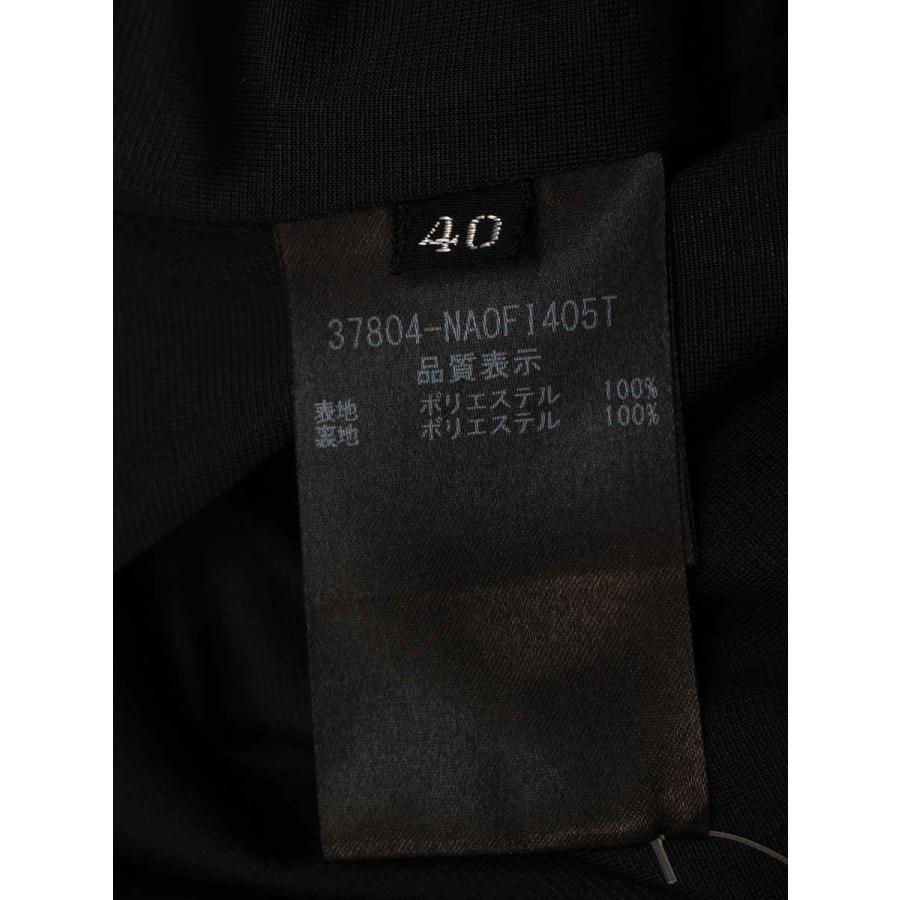 40
37804-NAOFI405T
品質表示
表地 ポリエステル 100%
裏地 ポリエステル 100%